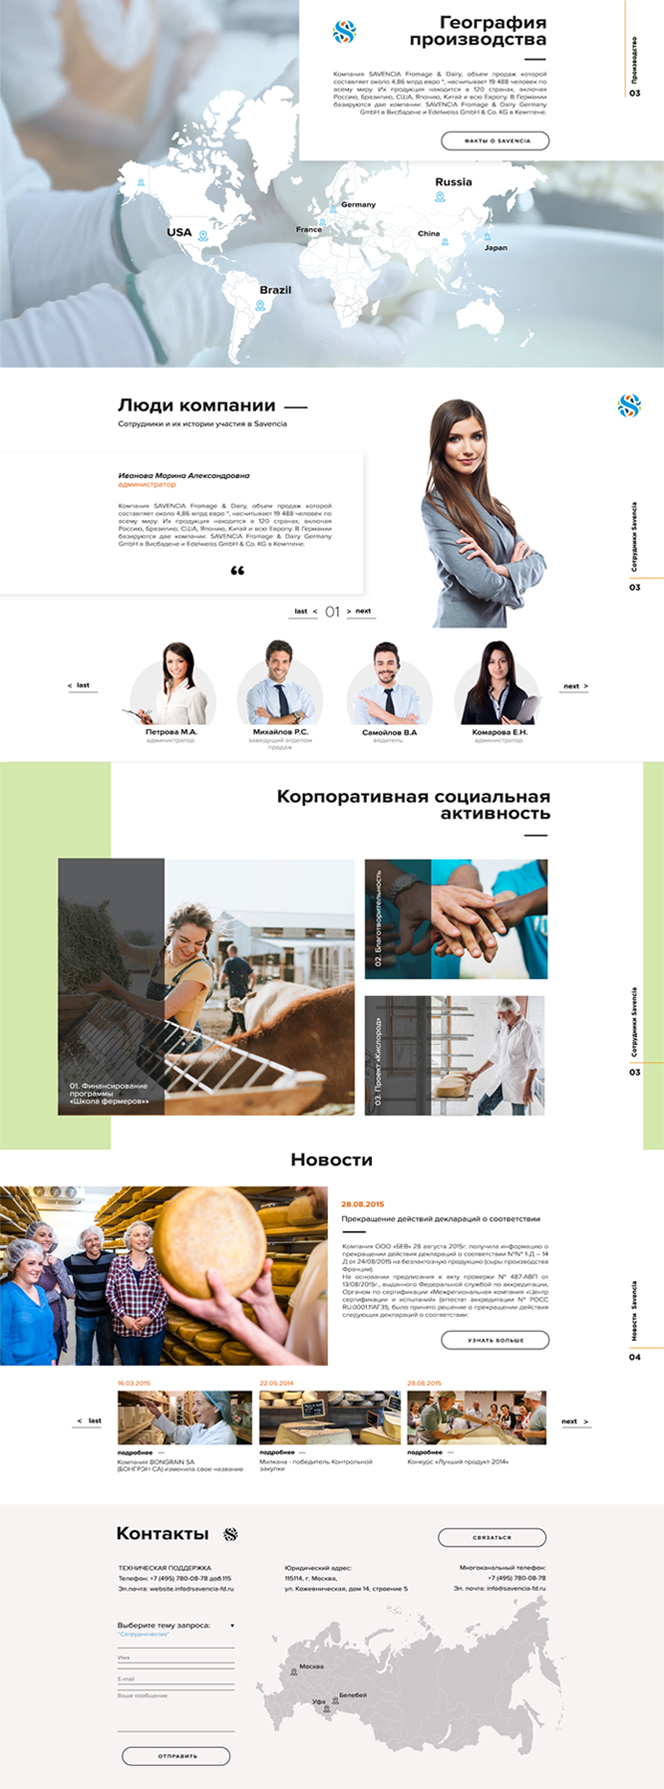 География
производства
Компания SAVENCIA Fromage & Dairy, объем продаж которой
составляет около 4,86 млрд евро *, насчитывает 19 488 человек по
всему миру. Их продукция находится в 120 странах, включая
Россию, Бразилию, США, Японию, Китай и всю Европу. В Германии
базируются две компании: SAVENCIA Fromage & Dairy Germany
GmbH в Висбадене и Edelweiss GmbH & Co. KG в Кемптене.
ФАКТЫ О SAVENCIA
Производство
03
Russia
Germany
USA
France
China
Japan
Brazil
Люди компании
Сотрудники и их истории участия в Savencia
Иванова Марина Александровна
администратор
Компания SAVENCIA Fromage & Dairy, объем продаж которой
составляет около 4,86 млрд евро *, насчитывает 19 488 человек по
всему миру. Их продукция находится в 120 странах, включая
Россию, Бразилию, США, Японию, Китай и всю Европу. В Германии
базируются две компании: SAVENCIA Fromage & Dairy Germany
GmbH в Висбадене и Edelweiss GmbH & Co. KG в Кемптене.
“
Сотрудники Savencia
03
last < 01 > next
< last
next >
Петрова М.А.
администратор
Михайлов Р.С.
заведущий отделом
продаж
Самойлов В.А
водитель
Комарова Е.Н.
администратор
Корпоративная социальная
активность
01. Финансирование
программы
«Школа фермеров»»
02. Благотворительность
03. Проект «Кислород»
Сотрудники Savencia
03
Новости
28.08.2015
Прекращение действий деклараций о соответствии
Компания ООО «БЕВ» 28 августа 2015г. получила информацию о
прекращении действия деклараций о соответствии N°N° 1-Д – 14
Д от 24/08/2015 на безлактозную продукцию (сыры производства
Франции).
На основании предписания к акту проверки N° 487-АВП от
13/08/2015г., выданного Федеральной службой по аккредитации,
Органом по сертификации «Межрегиональная компания «Центр
сертификации и испытаний» (аттестат аккредитации N° РОСС
RU.0001.11АГ31), было принято решение о прекращении действия
следующих деклараций о соответствии:
УЗНАТЬ БОЛЬШЕ
Новости Savencia
04
< last
next >
16.03.2015
подробнее —
Компания BONGRAIN SA
(БОНГРЭН СА) изменила свое название
22.05.2014
подробнее —
Милкана - победитель Контрольной
закупки
28.08.2015
подробнее —
Конкурс «Лучший продукт-2014»
Контакты
СВЯЗАТЬСЯ
ТЕХНИЧЕСКАЯ ПОДДЕРЖКА
Телефон: +7 (495) 780-08-78 доб.115
Эл.почта: website.info@savencia-fd.ru
Юридический адрес:
115114, г. Москва,
ул. Кожевническая, дом 14, строение 5
Многоканальный телефон:
+7 (495) 780-08-78
Эл. почта: info@savencia-fd.ru
Выберите тему запроса:
"Сотрудничество"
Имя
E-mail
Ваше сообщение
ОТПРАВИТЬ
Москва
Уфа
Белебей